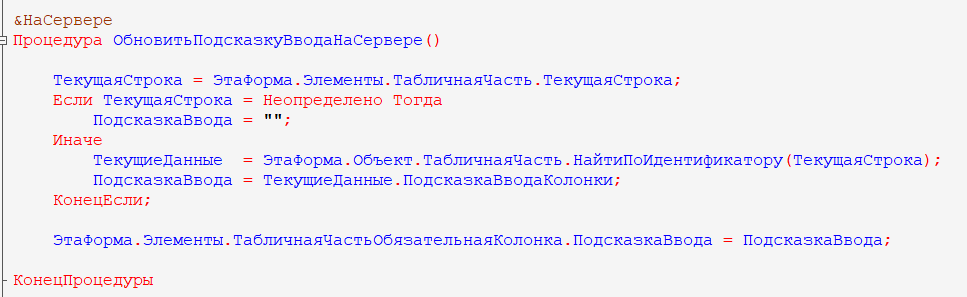 &НаСервере
Процедура ОбновитьПодсказкуВводаНаСервере()
ТекущаяСтрока = ЭтаФорма.Элементы.ТабличнаяЧасть.ТекущаяСтрока;
Если ТекущаяСтрока = Неопределено Тогда
ПодсказкаВвода = "";
Иначе
ТекущиеДанные  = ЭтаФорма.Объект.ТабличнаяЧасть.НайтиПоИдентификатору(ТекущаяСтрока);
ПодсказкаВвода = ТекущиеДанные.ПодсказкаВводаКолонки;
КонецЕсли;
ЭтаФорма.Элементы.ТабличнаяЧастьОбязательнаяКолонка.ПодсказкаВвода = ПодсказкаВвода;
КонецПроцедуры